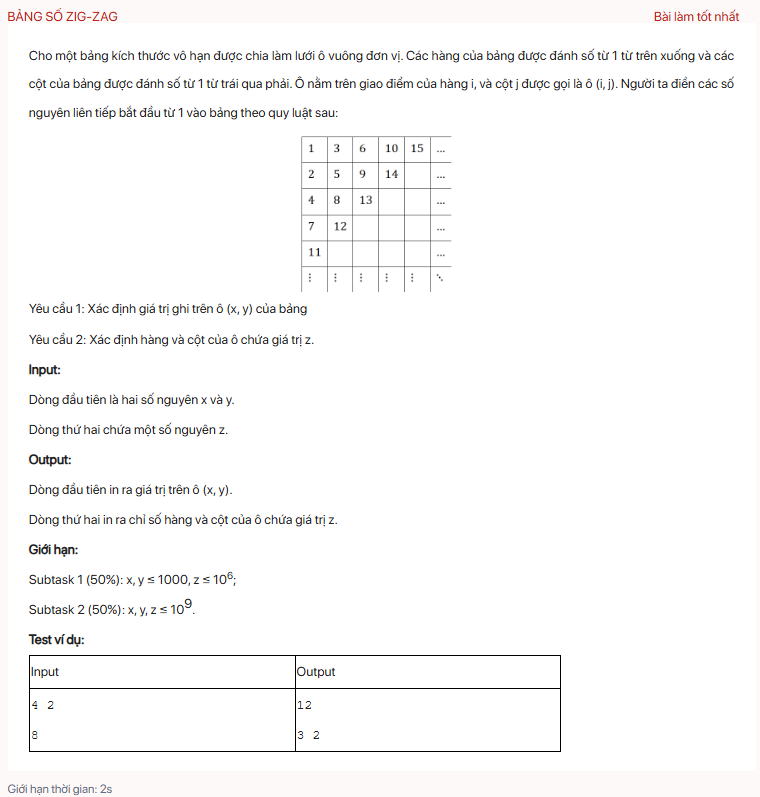 BẢNG SỐ ZIG-ZAG Bài làm tốt nhất
Cho một bảng kích thước vô hạn được chia làm lưới ô vuông đơn vị. Các hàng của bảng được đánh số từ 1 từ trên xuống và các
cột của bảng được đánh số từ 1 từ trái qua phải. Ô nằm trên giao điểm của hàng i, và cột j được gọi là ô (i, j). Người ta điền các số
nguyên liên tiếp bắt đầu từ 1 vào bảng theo quy luật sau:
1 3 6 10 15 ...
2 5 9 14 ...
4 8 13 ...
7 12 ...
11 ...
⋮ ⋮ ⋮ ⋮ ⋮ ⋱
Yêu cầu 1: Xác định giá trị ghi trên ô (x, y) của bảng
Yêu cầu 2: Xác định hàng và cột của ô chứa giá trị z.
Input:
Dòng đầu tiên là hai số nguyên x và y.
Dòng thứ hai chứa một số nguyên z.
Output:
Dòng đầu tiên in ra giá trị trên ô (x, y).
Dòng thứ hai in ra chỉ số hàng và cột của ô chứa giá trị z.
Giới hạn:
Subtask 1 (50%): x, y ≤ 1000, z ≤ 10⁶;
Subtask 2 (50%): x, y, z ≤ 10⁹.
Test ví dụ:
Input Output
4 2 12
8 3 2
Giới hạn thời gian: 2s